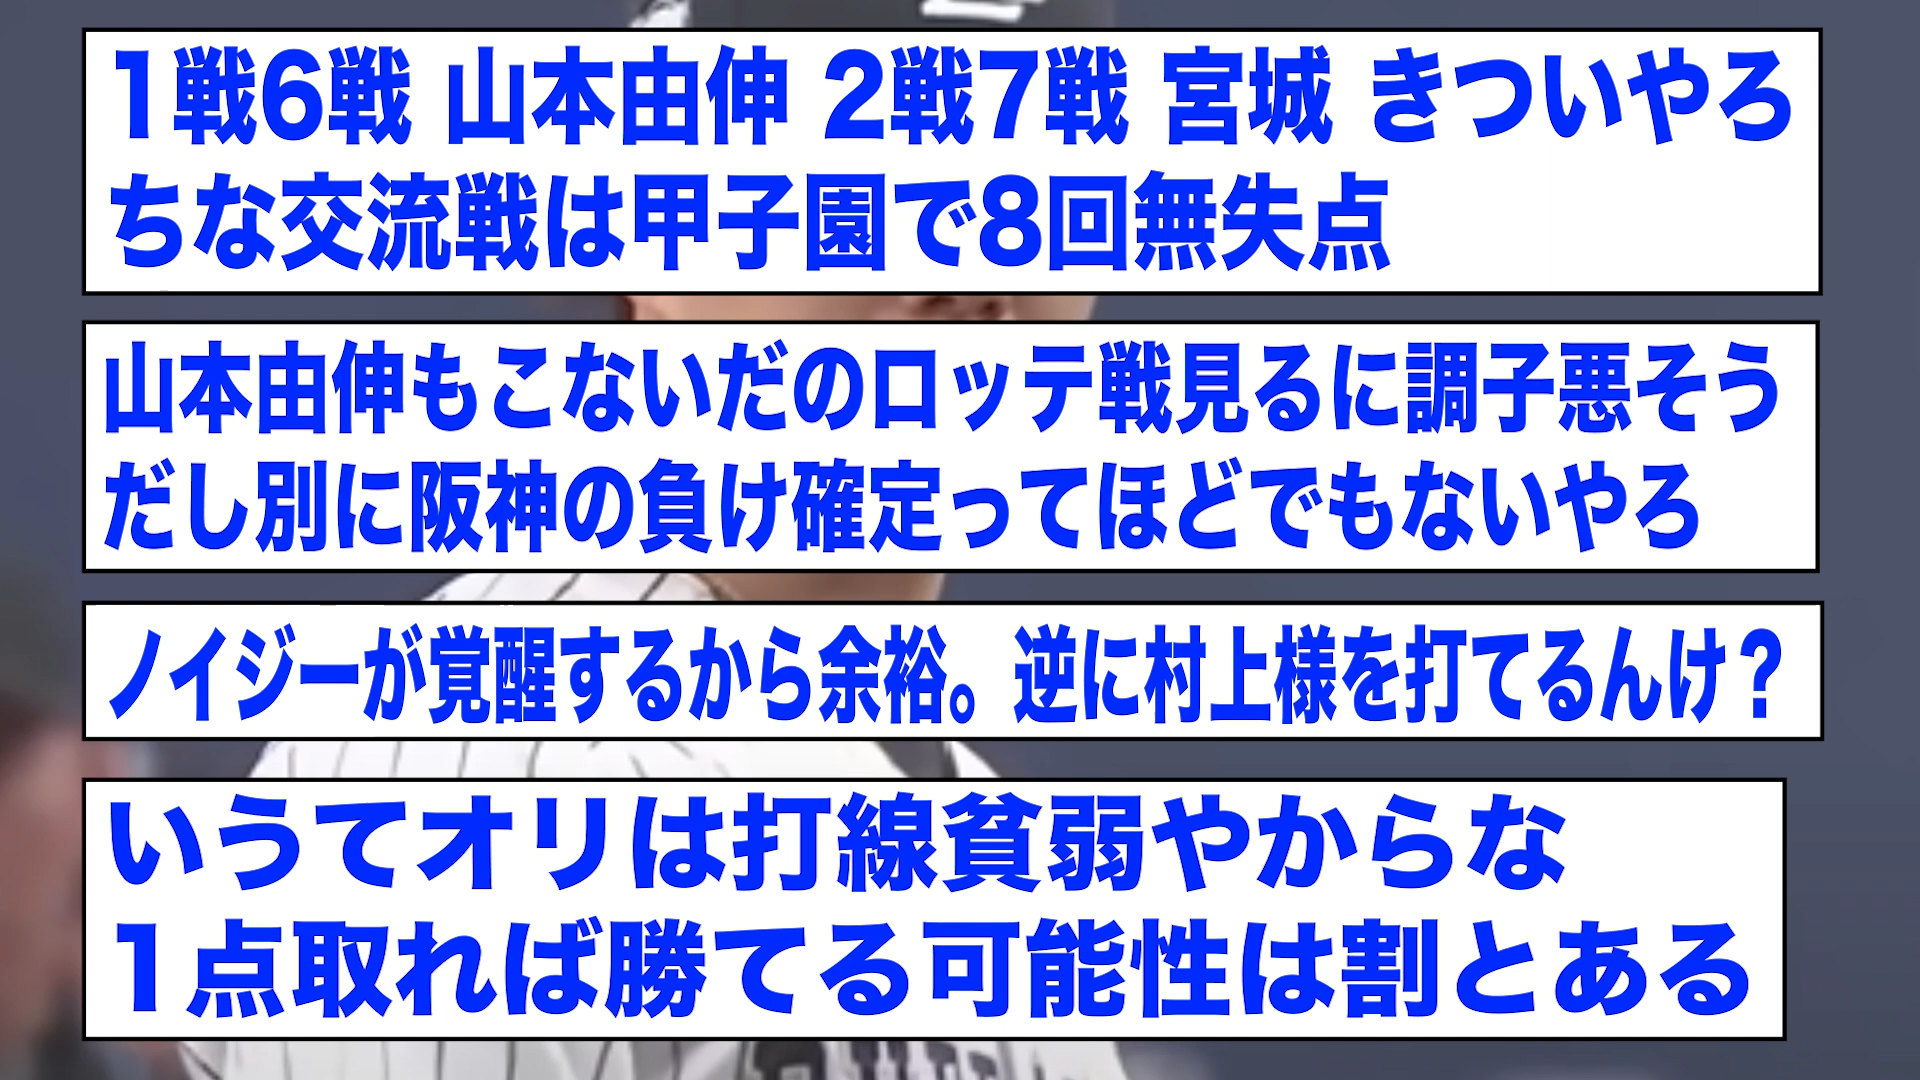 1戦6戦 山本由伸 2戦7戦 宮城 きついやろ
ちな交流戦は甲子園で8回無失点
山本由伸もこないだのロッテ戦見るに調子悪そう
だし別に阪神の負け確定ってほどでもないやろ
ノイジーが覚醒するから余裕。逆に村上様を打てるんけ？
いうてオリは打線貧弱やからな
1点取れば勝てる可能性は割とある